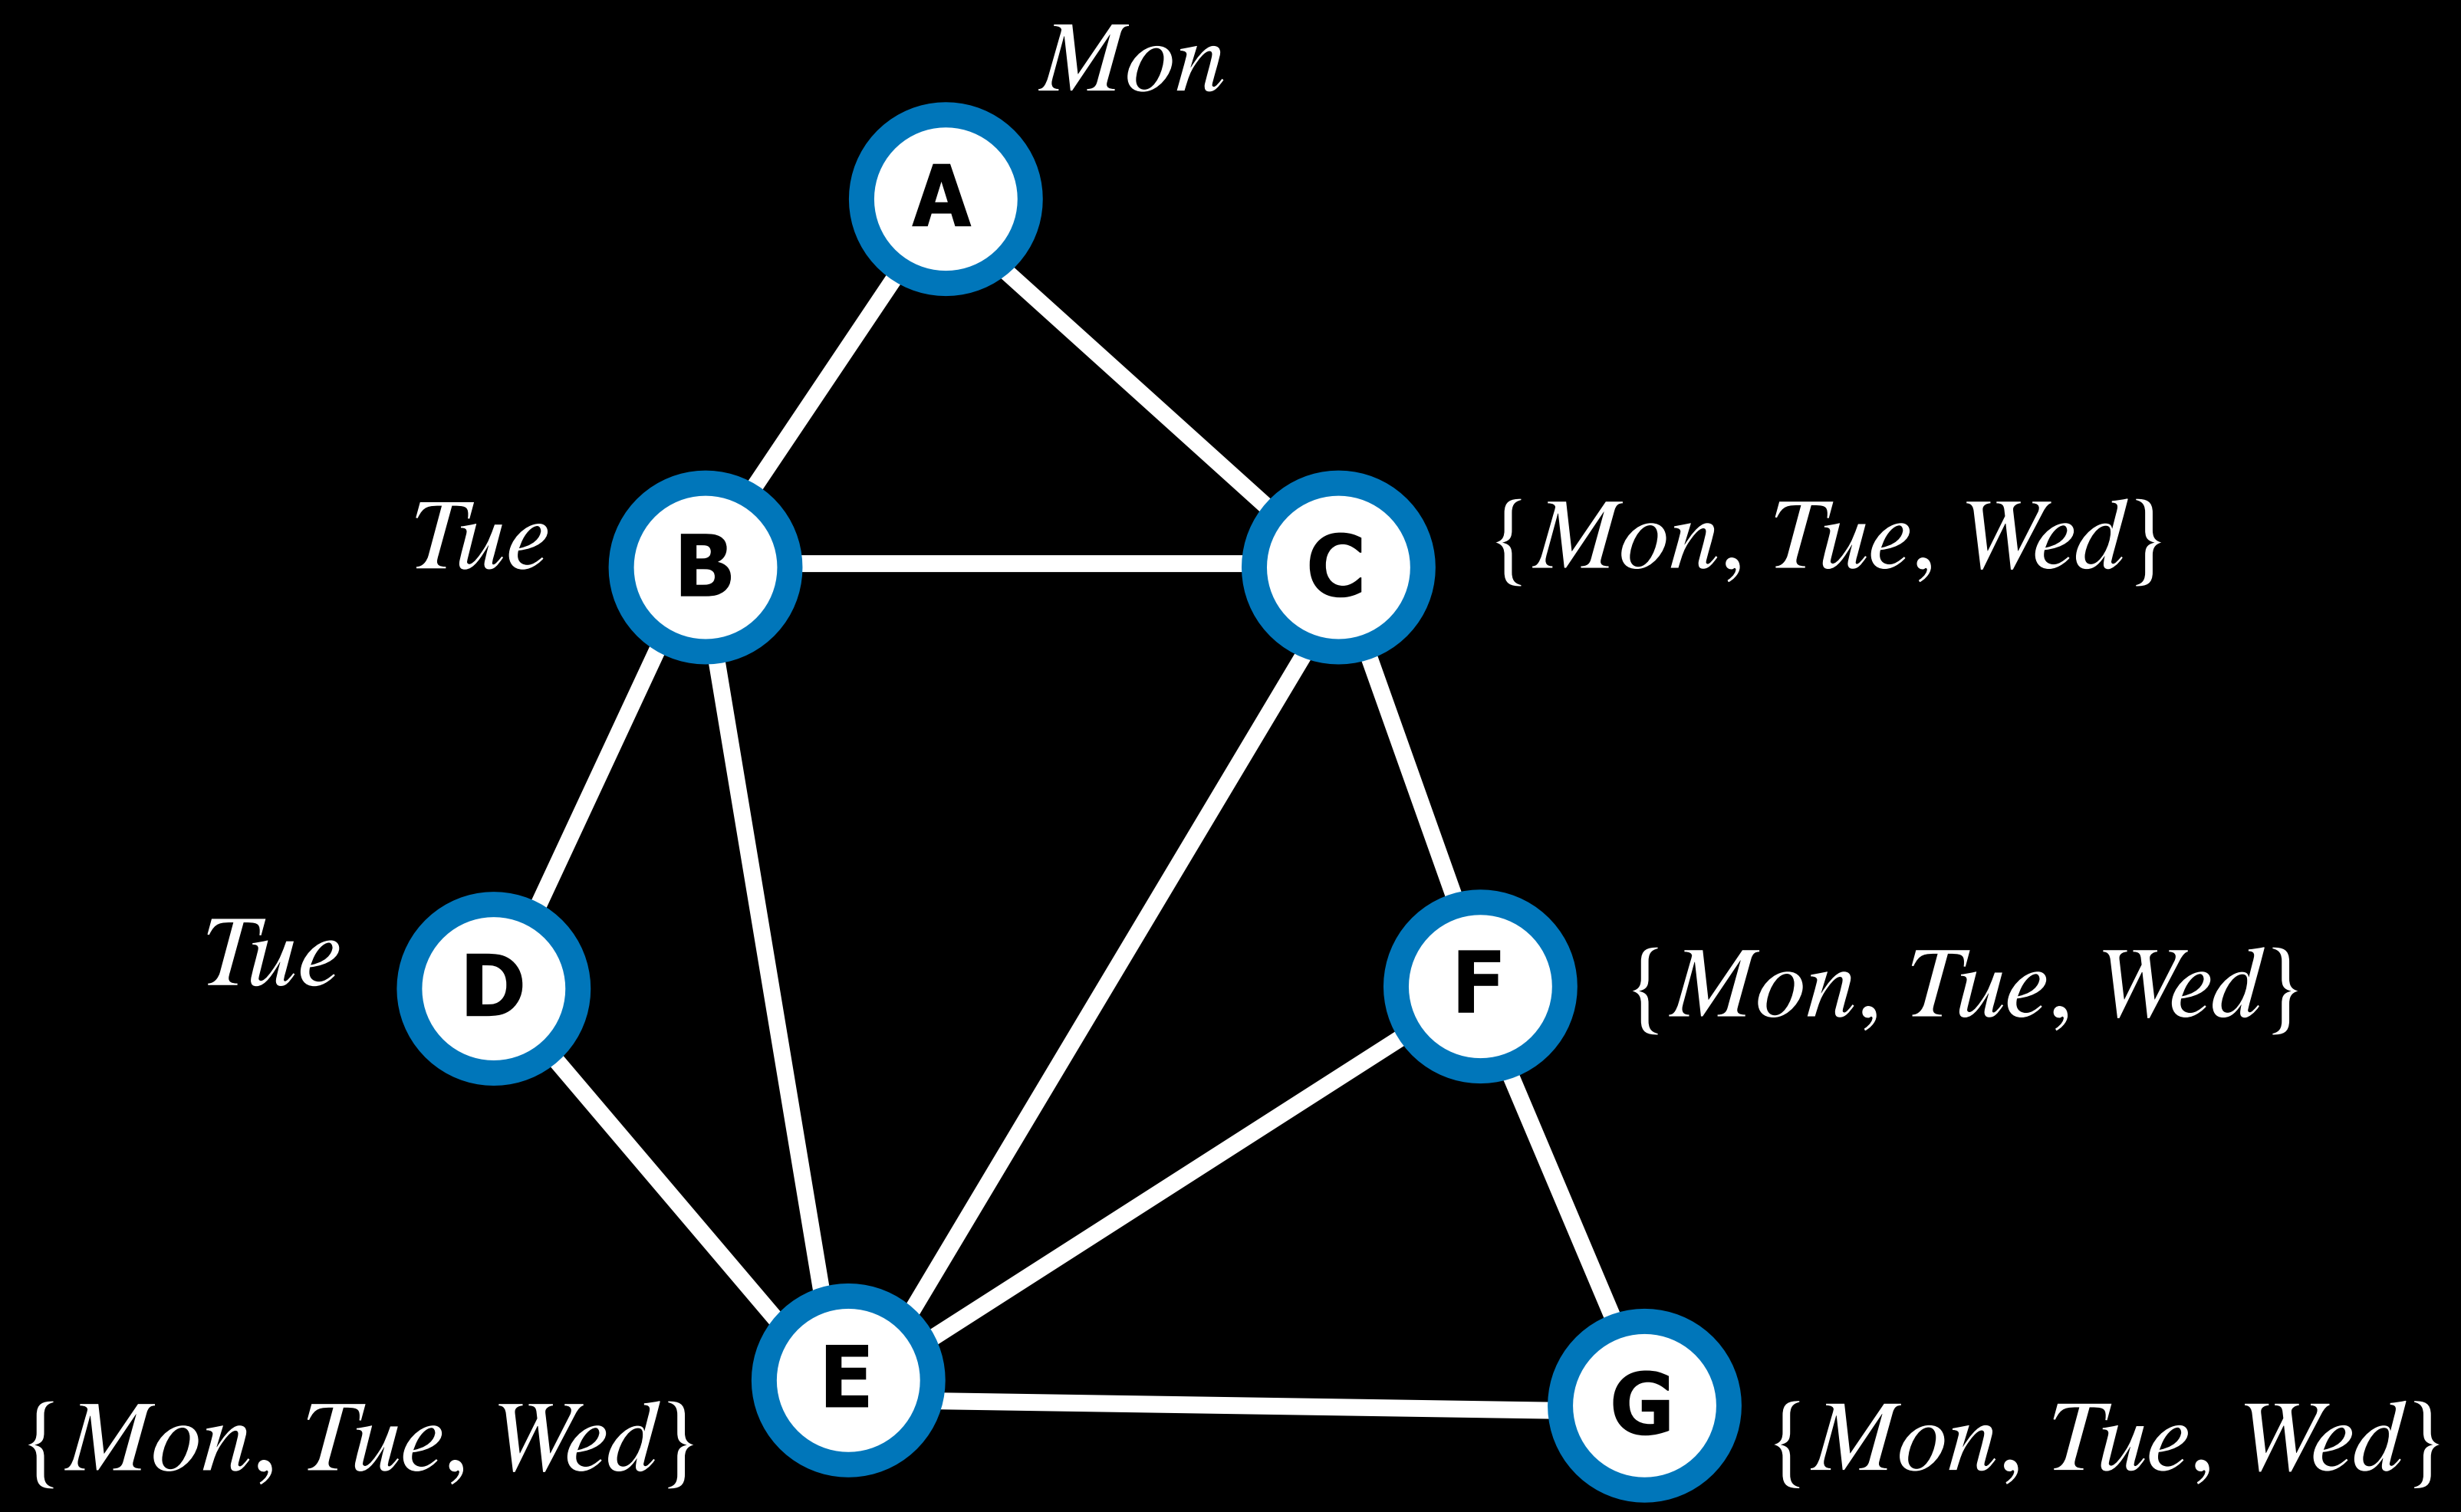 Mon
A
Tue
B
C
{Mon, Tue, Wed}
Tue
D
F
{Mon, Tue, Wed}
{Mon, Tue, Wed}
E
G
{Mon, Tue, Wed}